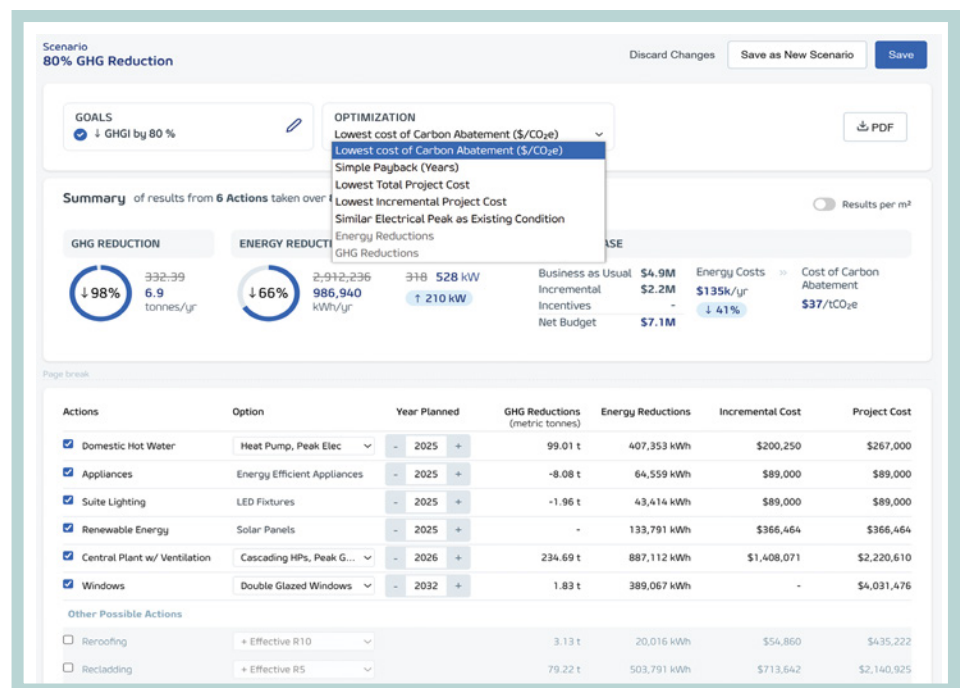 Scenario
80% GHG Reduction
Discard Changes
Save as New Scenario
Save
GOALS
↓ GHGI by 80 %
OPTIMIZATION
Lowest cost of Carbon Abatement ($/CO₂e)
PDF
Lowest cost of Carbon Abatement ($/CO₂e)
Simple Payback (Years)
Lowest Total Project Cost
Lowest Incremental Project Cost
Similar Electrical Peak as Existing Condition
Energy Reductions
GHG Reductions
Summary of results from 6 Actions taken over
Results per m²
GHG REDUCTION
↓98%
332.39
6.9
tonnes/yr
↓66%
2,912,236
986,940
kWh/yr
318 528 kW
↑ 210 kW
Business as Usual $4.9M
Incremental $2.2M
Incentives -
Net Budget $7.1M
Energy Costs »
$135k/yr
↓ 41%
Cost of Carbon
Abatement
$37/tCO₂e
Page break
Actions Option Year Planned GHG Reductions Energy Reductions Incremental Cost Project Cost
(metric tonnes)
Domestic Hot Water Heat Pump, Peak Elec - 2025 + 99.01 t 407,353 kWh $200,250 $267,000
Appliances Energy Efficient Appliances - 2025 + -8.08 t 64,559 kWh $89,000 $89,000
Suite Lighting LED Fixtures - 2025 + -1.96 t 43,414 kWh $89,000 $89,000
Renewable Energy Solar Panels - 2025 + - 133,791 kWh $366,464 $366,464
Central Plant w/ Ventilation Cascading HPs, Peak G... - 2026 + 234.69 t 887,112 kWh $1,408,071 $2,220,610
Windows Double Glazed Windows - 2032 + 1.83 t 389,067 kWh - $4,031,476
Other Possible Actions
Reroofing + Effective R10 3.13 t 20,016 kWh $54,860 $435,222
Recladding + Effective R5 79.22 t 503,791 kWh $713,642 $2,140,925